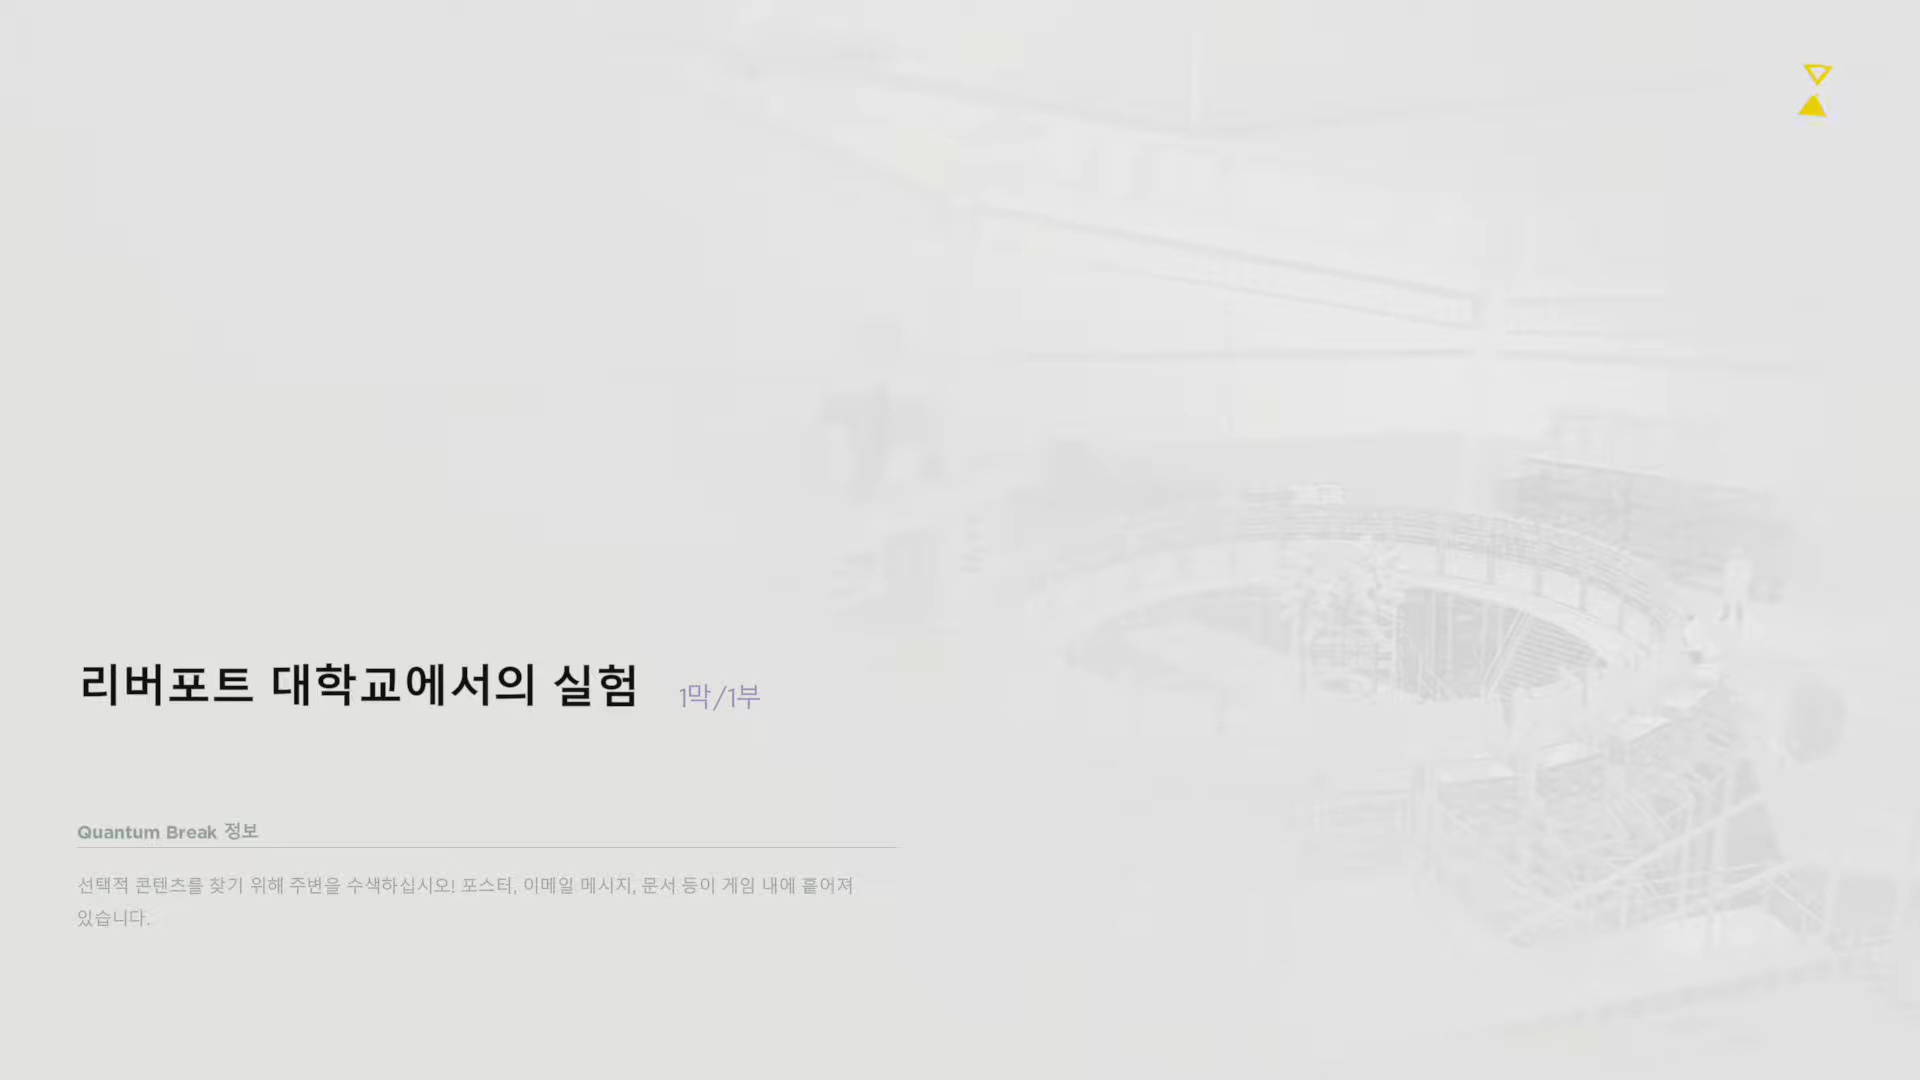 리버포트 대학교에서의 실험 1막/1부
Quantum Break 정보
선택적 콘텐츠를 찾기 위해 주변을 수색하십시오! 포스터, 이메일 메시지, 문서 등이 게임 내에 흩어져
있습니다.